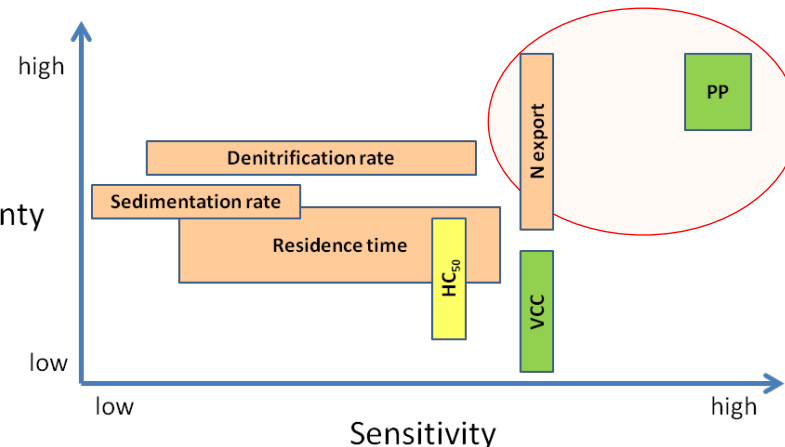 high
PP
N export
Denitrification rate
Sedimentation rate
nty
Residence time
HC50
VCC
low
low
high
Sensitivity